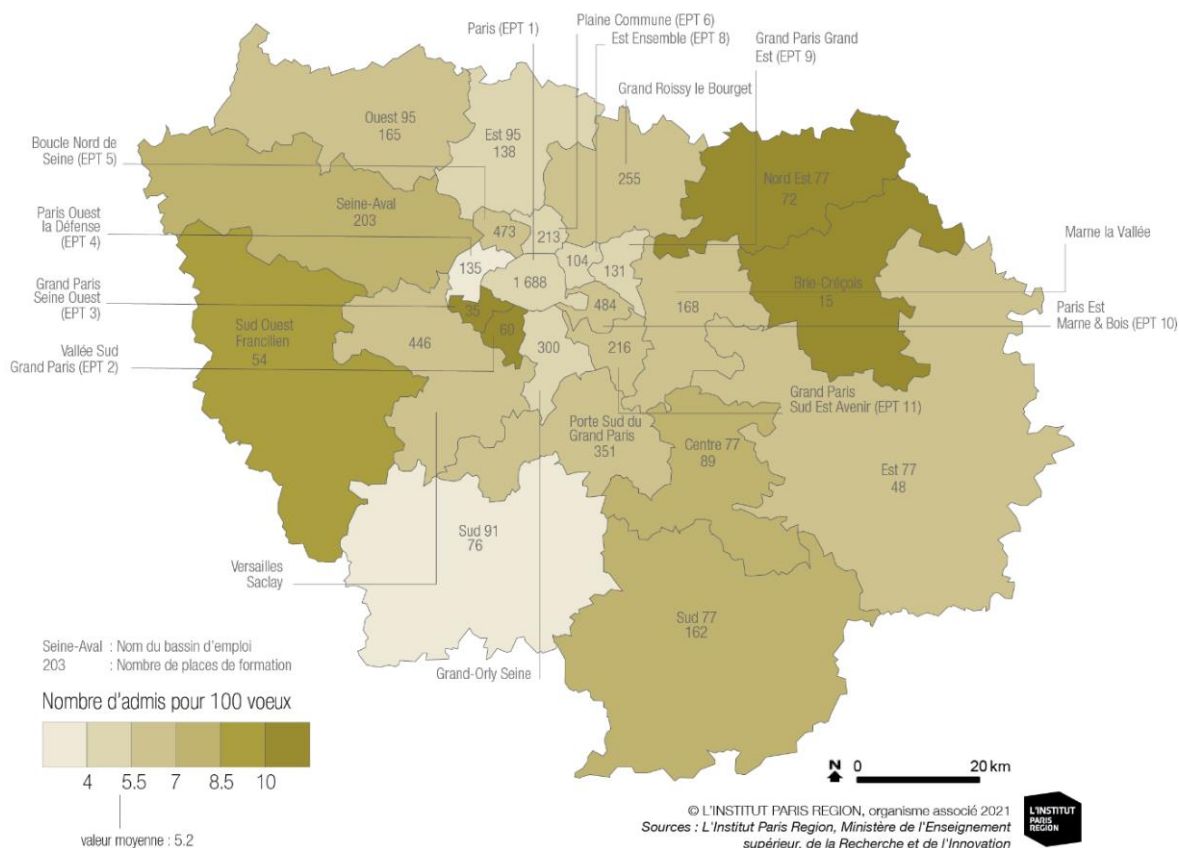 Plaine Commune (EPT 6)
Est Ensemble (EPT 8)
Paris (EPT 1)
Grand Paris Grand
Est (EPT 9)
Grand Roissy le Bourget
Ouest 95
165
Est 95
138
Boucle Nord de
Seine (EPT 5)
255
Nord Est 77
72
Seine-Aval
203
Paris Ouest
la Défense
(EPT 4)
473
213
Marne la Vallée
104
131
135
1 688
Grand Paris
Seine Ouest
(EPT 3)
Brie-Créçois
15
484
168
35
Paris Est
Marne & Bois (EPT 10)
Sud Ouest
Francilien
54
60
446
300
216
Vallée Sud
Grand Paris (EPT 2)
Grand Paris
Sud Est Avenir (EPT 11)
Porte Sud du
Grand Paris
351
Centre 77
89
Est 77
48
Sud 91
76
Versailles
Saclay
Sud 77
162
Grand-Orly Seine
Seine-Aval : Nom du bassin d'emploi
203 : Nombre de places de formation
Nombre d'admis pour 100 voeux
4 5.5 7 8.5 10
valeur moyenne : 5.2
N 0 20 km
© L'INSTITUT PARIS REGION, organisme associé 2021
Sources : L'Institut Paris Region, Ministère de l'Enseignement
supérieur, de la Recherche et de l'Innovation
L'INSTITUT
PARIS
REGION